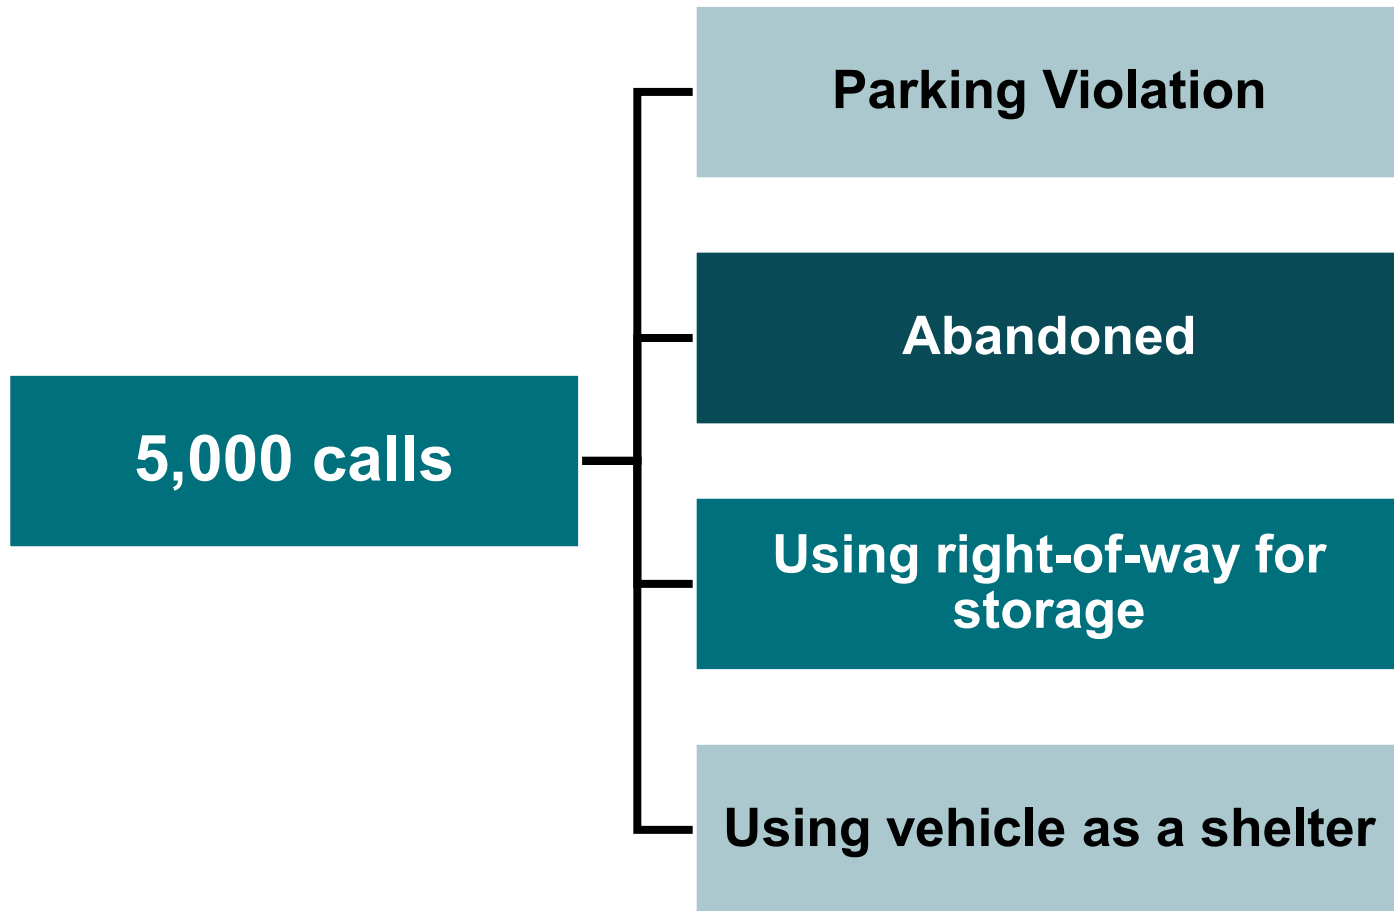 Parking Violation
Abandoned
5,000 calls
Using right-of-way for
storage
Using vehicle as a shelter